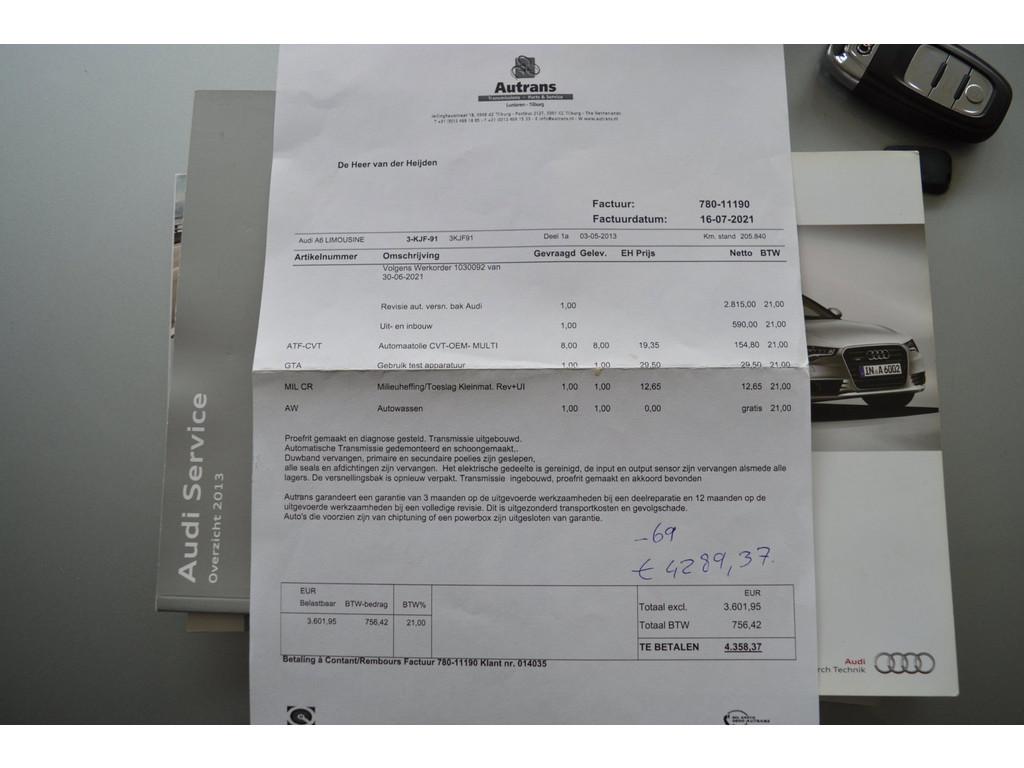 Autrans
Transmissions - Parts & Service
Lunteren - Tilburg
De Heer van der Heijden
Factuur: 780-11190
Factuurdatum: 16-07-2021
Audi A6 LIMOUSINE 3-KJF-91 3KJF91 Deel 1a 03-05-2013 Km. stand 205.840
Artikelnummer Omschrijving Gevraagd Gelev. EH Prijs Netto BTW
Volgens Werkorder 1030092 van
30-06-2021
Revisie aut. versn. bak Audi 1,00 2.815,00 21,00
Uit- en inbouw 1,00 590,00 21,00
ATF-CVT Automaatolie CVT-OEM- MULTI 8,00 8,00 19,35 154,80 21,00
GTA Gebruik test apparatuur 1,00 1,00 29,50 29,50 21,00
MIL CR Milieuheffing/Toeslag Kleinmat. Rev+UI 1,00 1,00 12,65 12,65 21,00
AW Autowassen 1,00 1,00 0,00 gratis 21,00
Proefrit gemaakt en diagnose gesteld. Transmissie uitgebouwd.
Automatische Transmissie gedemonteerd en schoongemaakt,.
Duwband vervangen, primaire en secundaire poelies zijn geslepen,
alle seals en afdichtingen zijn vervangen. Het elektrische gedeelte is gereinigd, de input en output sensor zijn vervangen alsmede alle
lagers. De versnellingsbak is opnieuw verpakt. Transmissie ingebouwd, proefrit gemaakt en akkoord bevonden
Autrans garandeert een garantie van 3 maanden op de uitgevoerde werkzaamheden bij een deelreparatie en 12 maanden op de
uitgevoerde werkzaamheden bij een volledige revisie. Dit is uitgezonderd transportkosten en gevolgschade.
Auto's die voorzien zijn van chiptuning of een powerbox zijn uitgesloten van garantie.
-69
€ 4289,37.
EUR
Belastbaar BTW-bedrag BTW%
3.601,95 756,42 21,00
EUR
Totaal excl. 3.601,95
Totaal BTW 756,42
TE BETALEN 4.358,37
Betaling à Contant/Rembours Factuur 780-11190 Klant nr. 014035
Audi Service
Overzicht 2013
IN A 6002
Audi
rch Technik